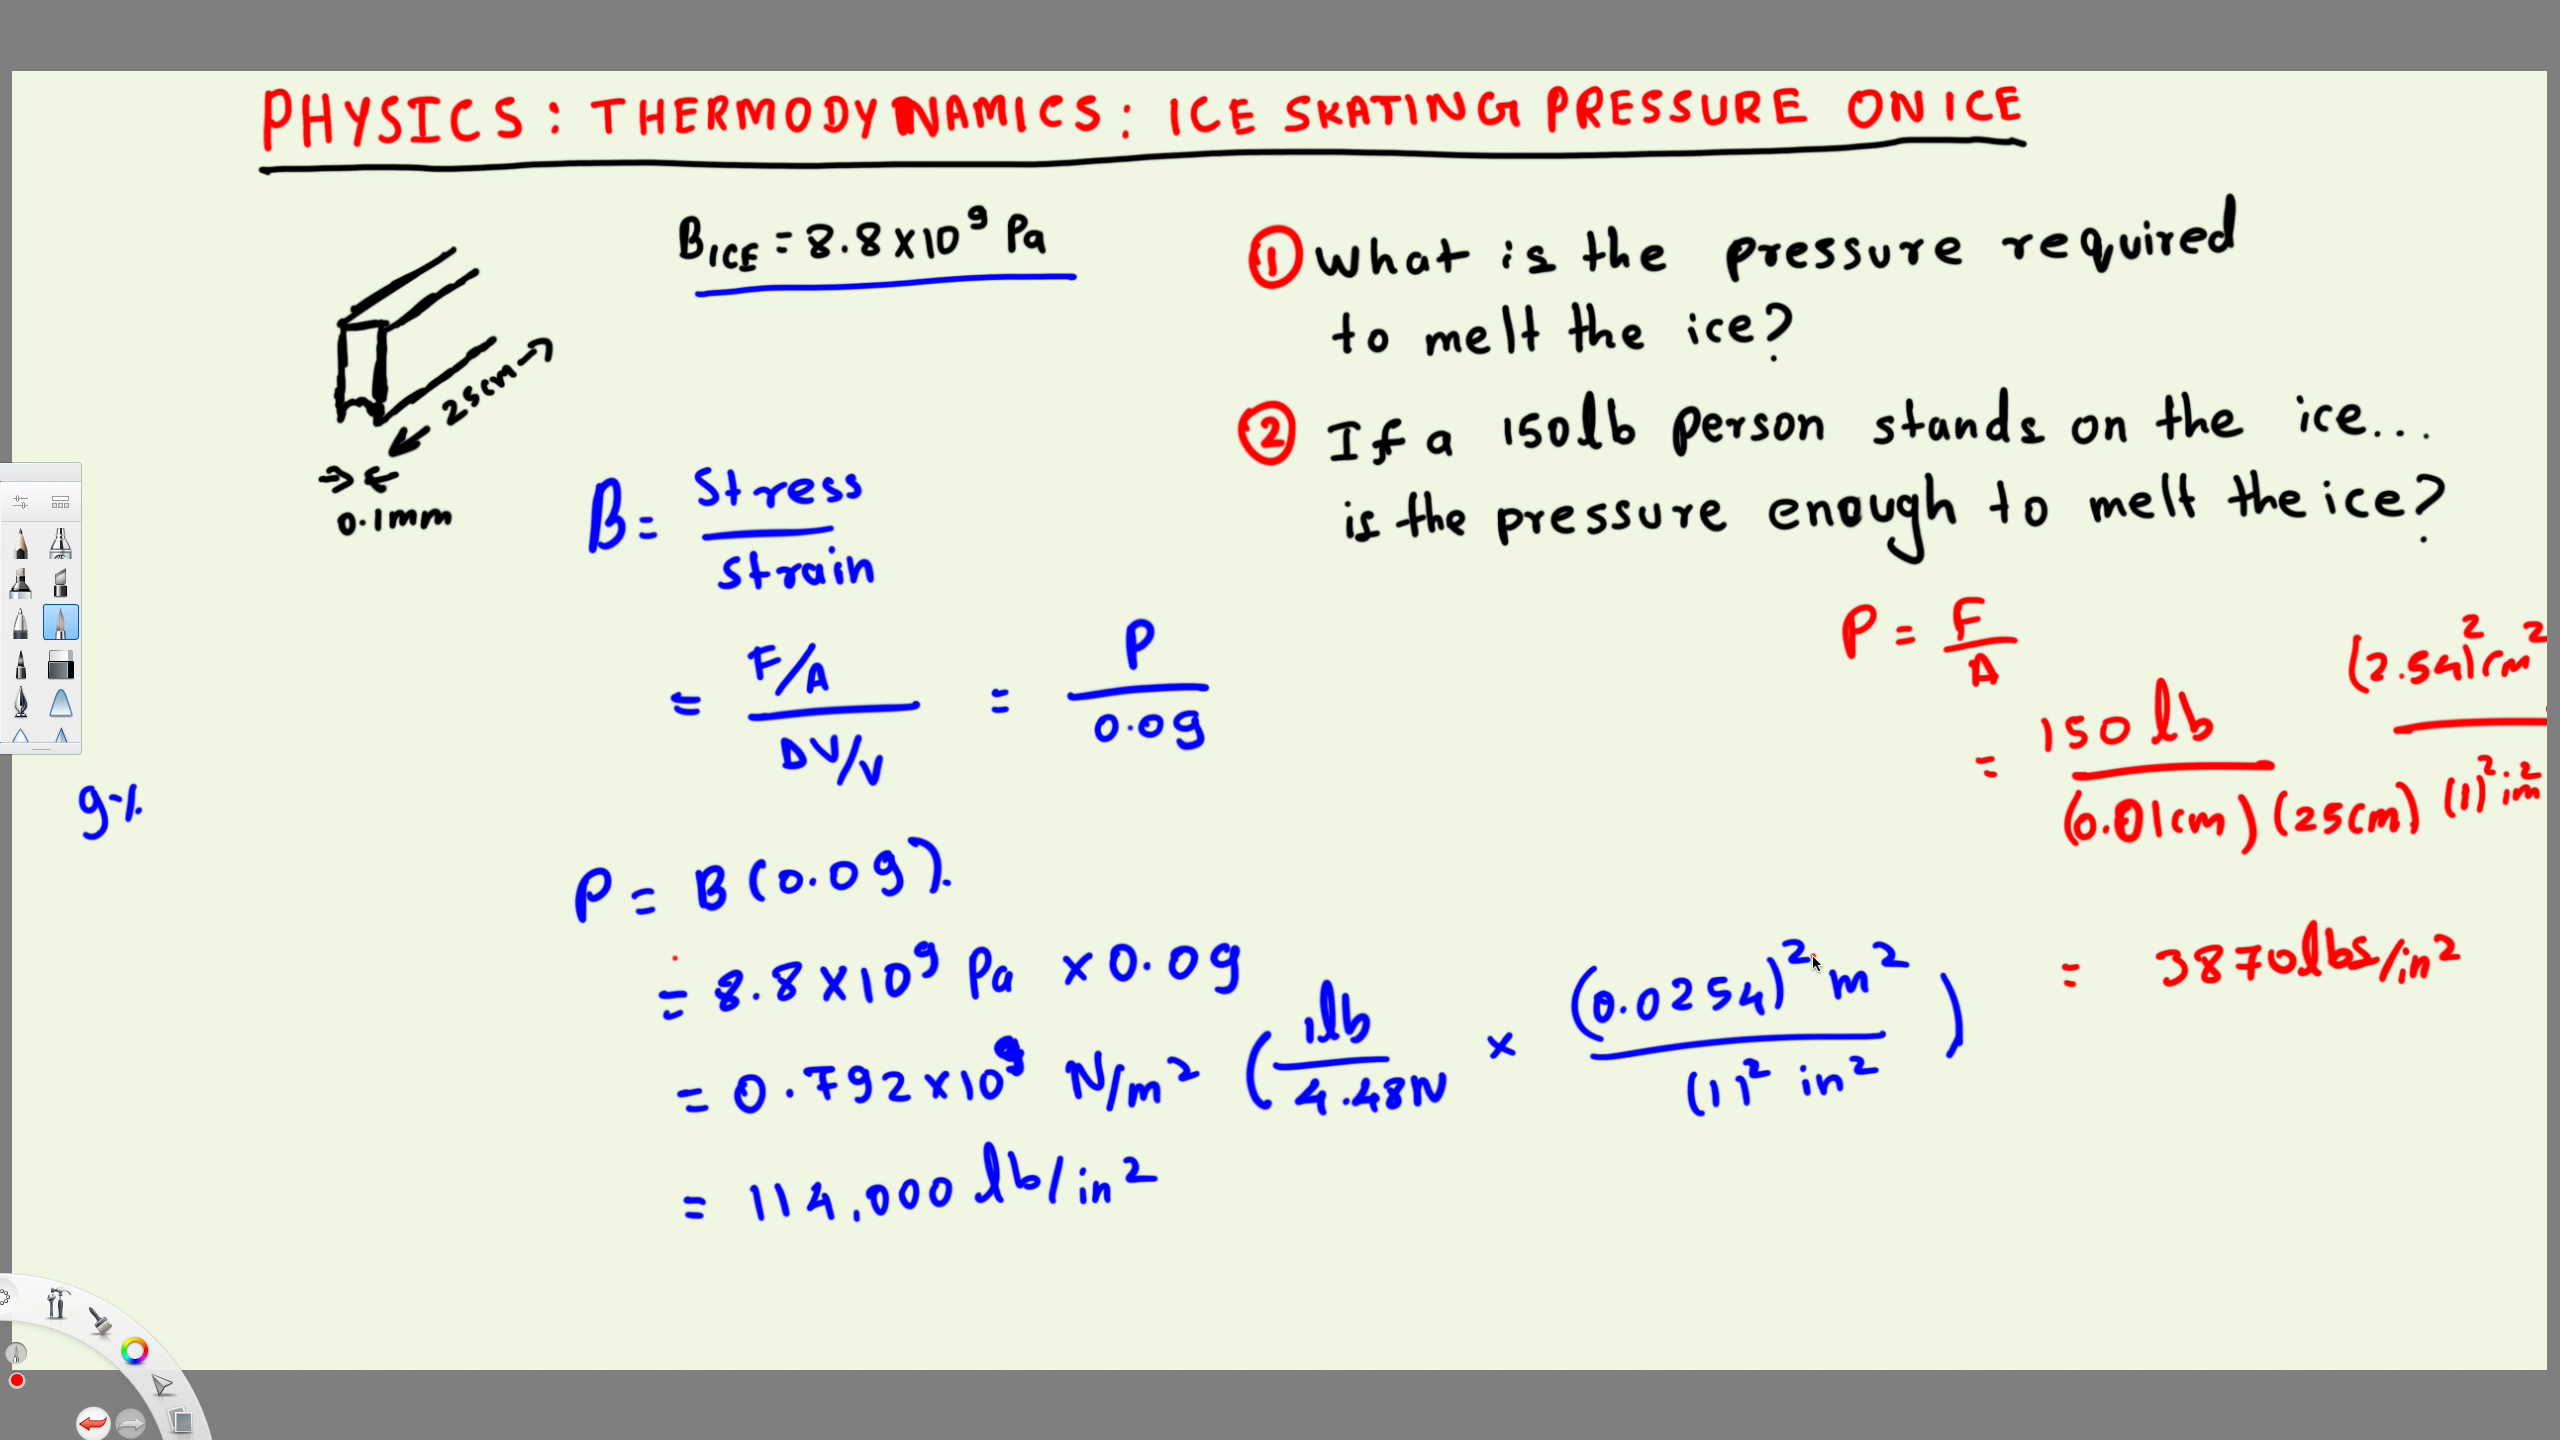 PHYSICS: THERMODYNAMICS: ICE SKATING PRESSURE ON ICE
B_ICE = 8.8 X 10^9 Pa
25cm
0.1mm
① What is the pressure required
to melt the ice?
② If a 150lb person stands on the ice...
is the pressure enough to melt the ice?
B = Stress / Strain
= F/A / ΔV/V = P / 0.09
9%
P = B(0.09).
= 8.8 X 10^9 Pa x 0.09
= 0.792 x 10^9 N/m^2 (1lb / 4.48N x (0.0254)^2 m^2 / (1)^2 in^2)
= 114,000 lb/in^2
P = F / A
= 150 lb / (0.01cm)(25cm) (2.54)^2 cm^2 / (1)^2 in^2
= 3870lbs/in^2